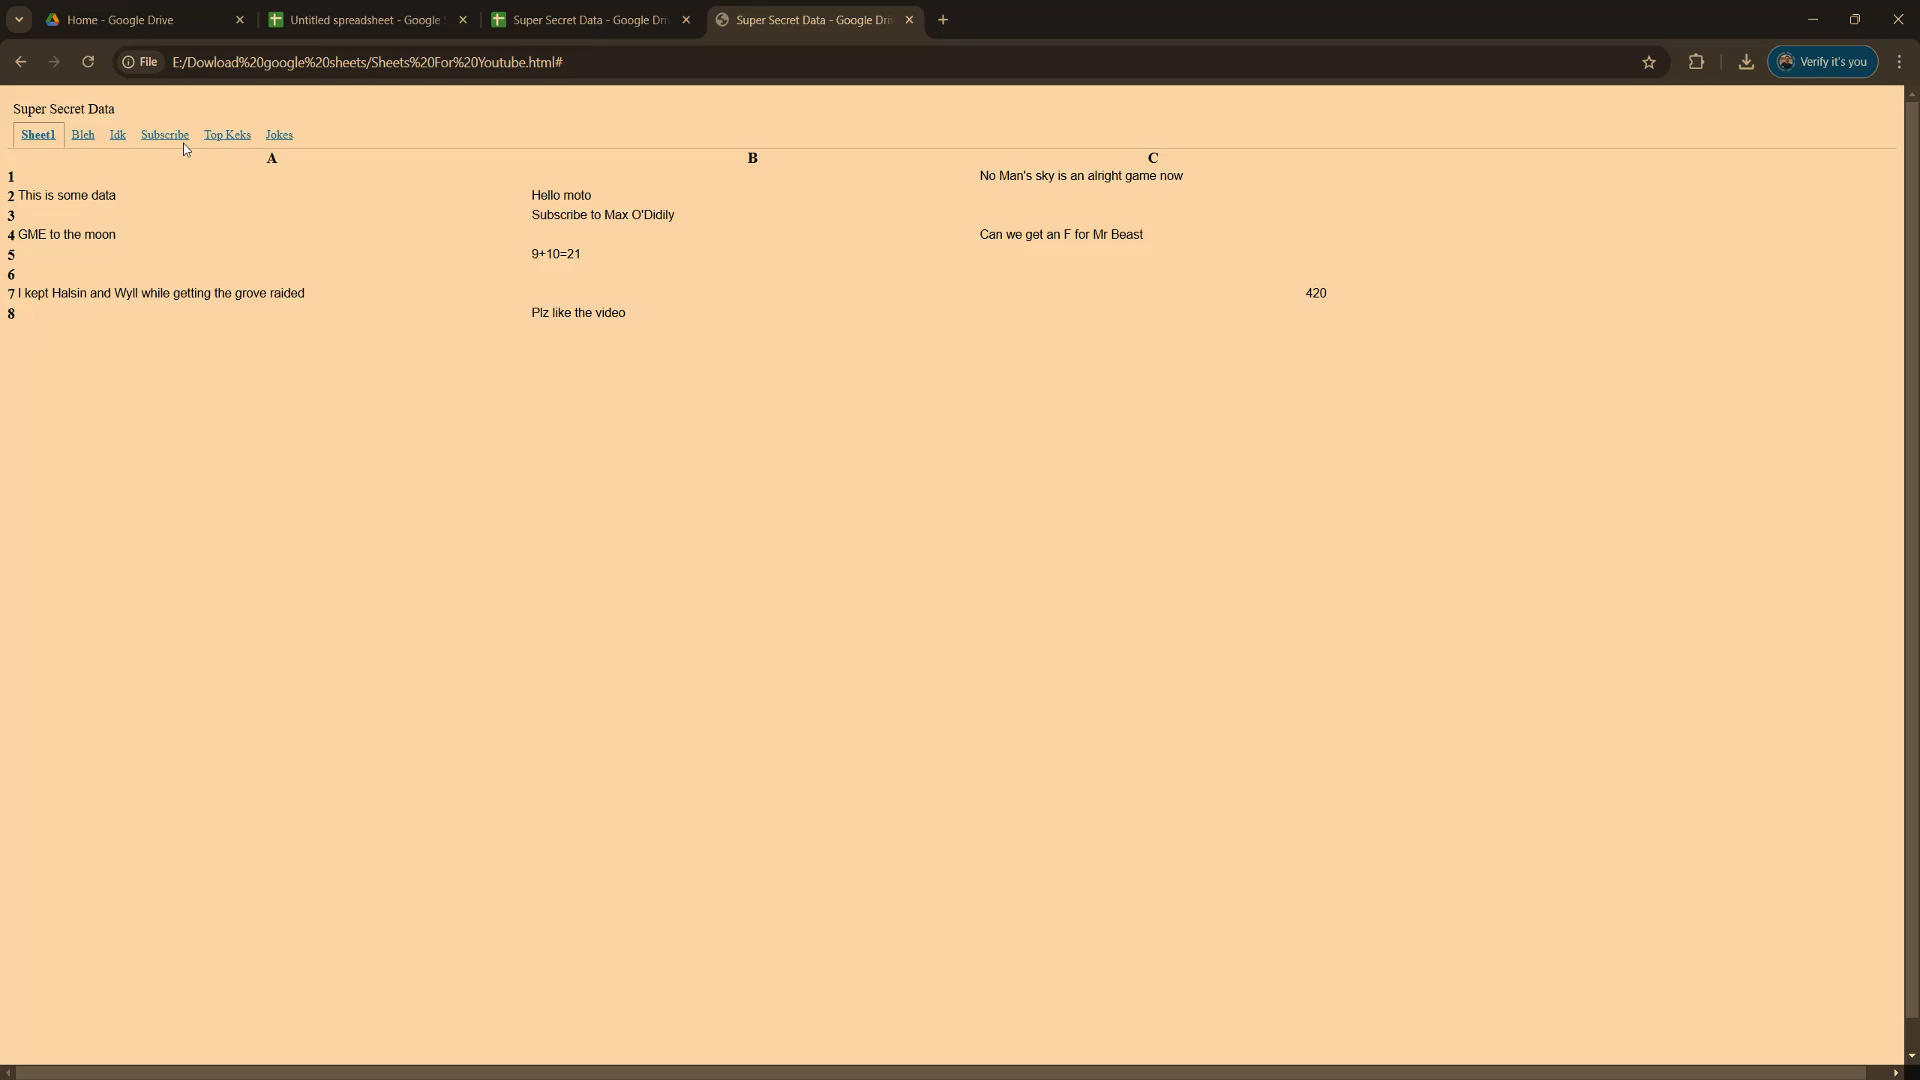 Home - Google Drive
Untitled spreadsheet - Google
Super Secret Data - Google Dri
Super Secret Data - Google Dri
File
E:/Dowload%20google%20sheets/Sheets%20For%20Youtube.html#
Verify it's you
Super Secret Data
Sheet1 Bleh Idk Subscribe Top Keks Jokes
A B C
1 No Man's sky is an alright game now
2 This is some data Hello moto
3 Subscribe to Max O'Didily
4 GME to the moon Can we get an F for Mr Beast
5 9+10=21
6
7 I kept Halsin and Wyll while getting the grove raided 420
8 Plz like the video